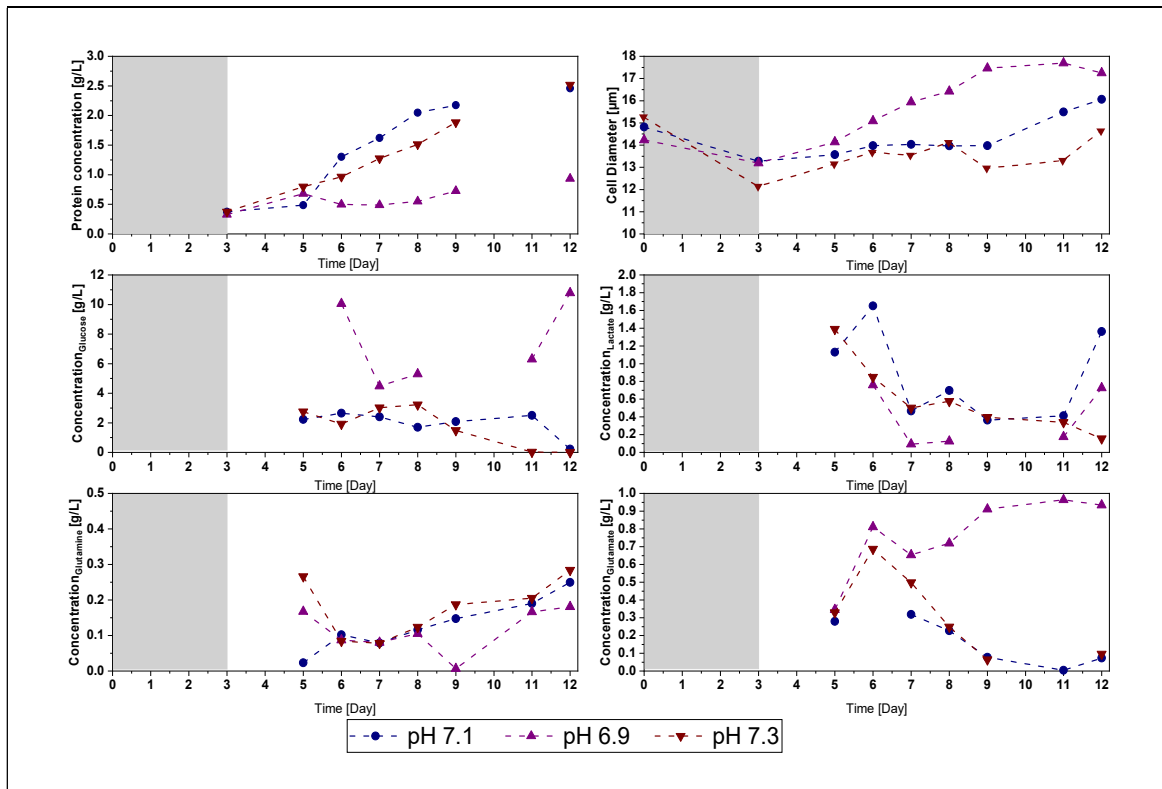 Protein concentration [g/L]
3.0
2.5
2.0
1.5
1.0
0.5
0.0
0 1 2 3 4 5 6 7 8 9 10 11 12
Time [Day]
Cell Diameter [µm]
18
17
16
15
14
13
12
11
10
0 1 2 3 4 5 6 7 8 9 10 11 12
Time [Day]
Concentration Glucose [g/L]
12
10
8
6
4
2
0
0 1 2 3 4 5 6 7 8 9 10 11 12
Time [Day]
Concentration Lactate [g/L]
2.0
1.8
1.6
1.4
1.2
1.0
0.8
0.6
0.4
0.2
0.0
0 1 2 3 4 5 6 7 8 9 10 11 12
Time [Day]
Concentration Glutamine [g/L]
0.5
0.4
0.3
0.2
0.1
0.0
0 1 2 3 4 5 6 7 8 9 10 11 12
Time [Day]
Concentration Glutamate [g/L]
1.0
0.9
0.8
0.7
0.6
0.5
0.4
0.3
0.2
0.1
0.0
0 1 2 3 4 5 6 7 8 9 10 11 12
Time [Day]
pH 7.1 pH 6.9 pH 7.3